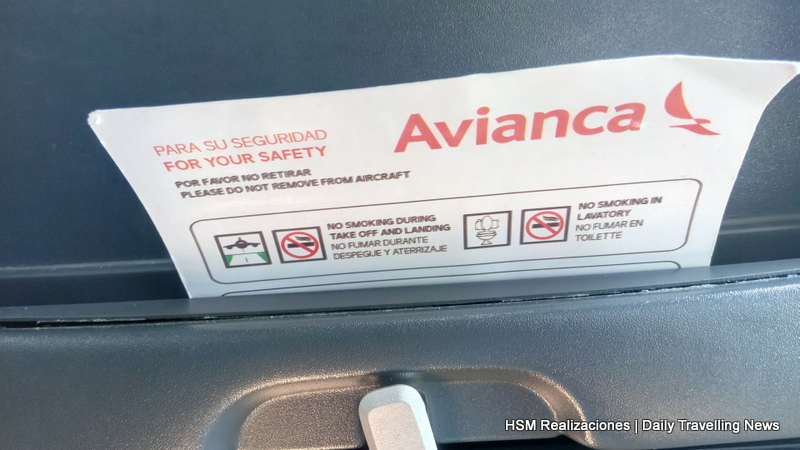 Avianca
PARA SU SEGURIDAD
FOR YOUR SAFETY
POR FAVOR NO RETIRAR
PLEASE DO NOT REMOVE FROM AIRCRAFT
NO SMOKING DURING
TAKE OFF AND LANDING
NO FUMAR DURANTE
DESPEGUE Y ATERRIZAJE
NO SMOKING IN
LAVATORY
NO FUMAR EN
TOILETTE
HSM Realizaciones | Daily Travelling News